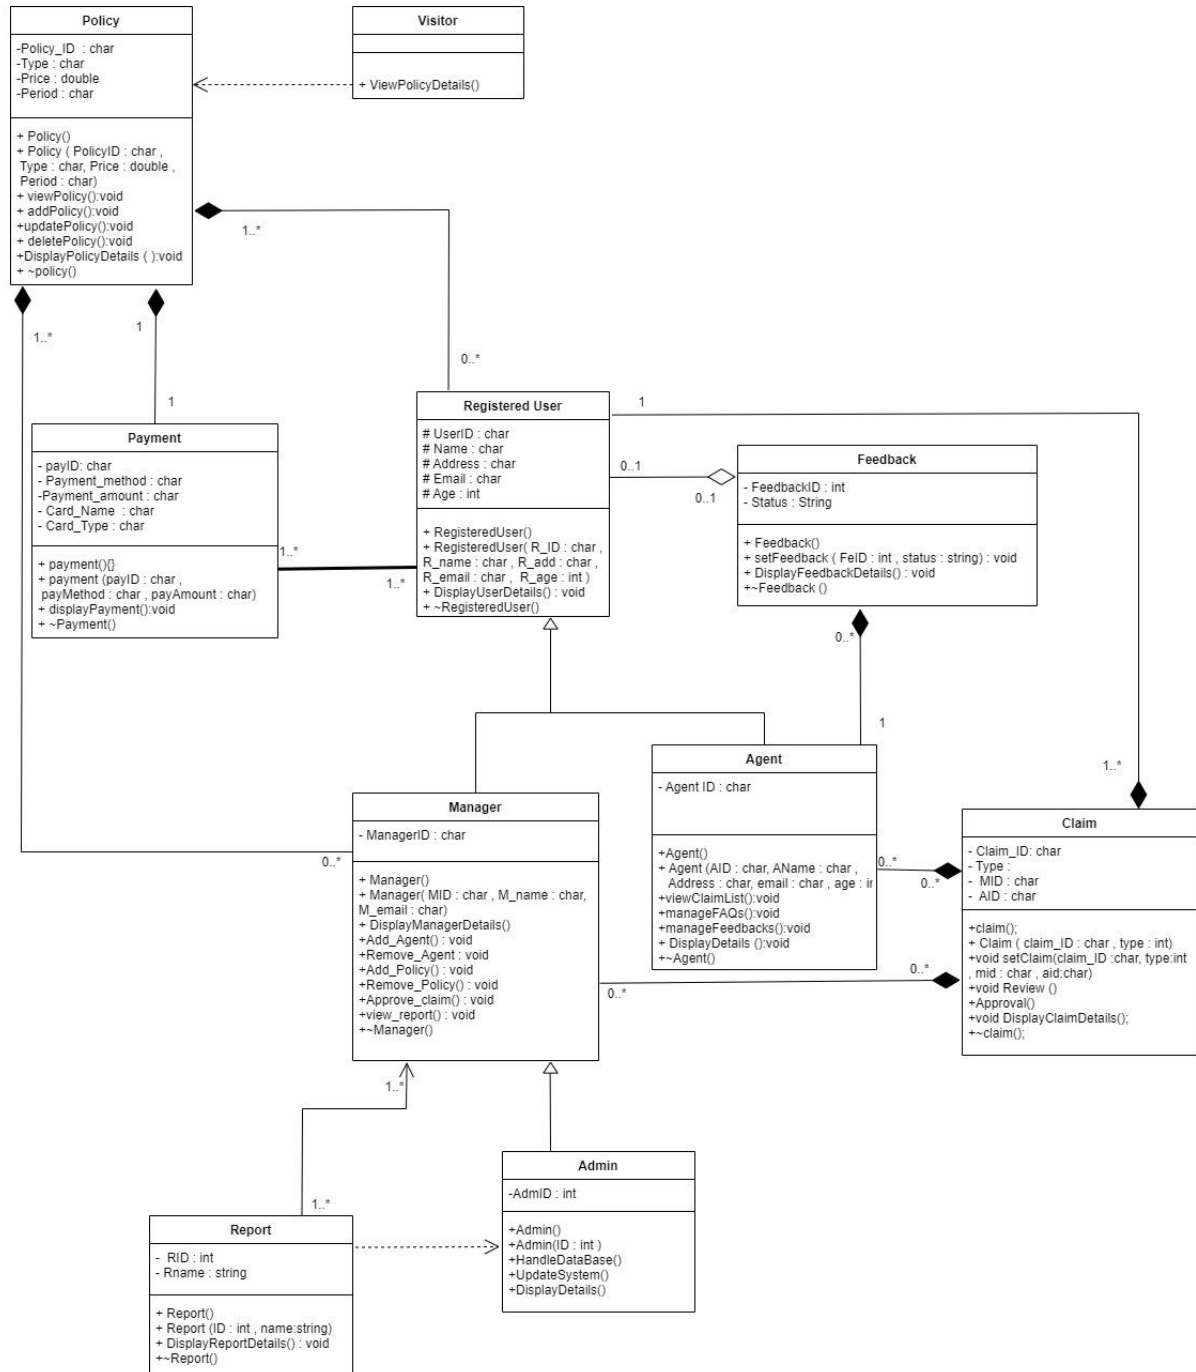 Policy
-Policy_ID : char
-Type : char
-Price : double
-Period : char
+ Policy()
+ Policy ( PolicyID : char ,
Type : char, Price : double ,
Period : char)
+ viewPolicy():void
+ addPolicy():void
+updatePolicy():void
+ deletePolicy():void
+DisplayPolicyDetails ( ):void
+ ~policy()
Visitor
+ ViewPolicyDetails()
1..*
0..*
1..*
1
1
Payment
- payID: char
- Payment_method : char
-Payment_amount : char
- Card_Name : char
- Card_Type : char
+ payment(){}
+ payment (payID : char ,
payMethod : char , payAmount : char)
+ displayPayment():void
+ ~Payment()
1..*
1..*
Registered User
# UserID : char
# Name : char
# Address : char
# Email : char
# Age : int
+ RegisteredUser()
+ RegisteredUser( R_ID : char ,
R_name : char , R_add : char ,
R_email : char , R_age : int )
+ DisplayUserDetails() : void
+ ~RegisteredUser()
1
0..1
0..1
Feedback
- FeedbackID : int
- Status : String
+ Feedback()
+ setFeedback ( FeID : int , status : string) : void
+ DisplayFeedbackDetails() : void
+~Feedback ()
0..*
1
1..*
Agent
- Agent ID : char
+Agent()
+ Agent (AID : char, AName : char ,
Address : char, email : char , age : in
+viewClaimList():void
+manageFAQs():void
+manageFeedbacks():void
+ DisplayDetails ():void
+~Agent()
0..*
0..*
Claim
- Claim_ID: char
- Type :
- MID : char
- AID : char
+claim();
+ Claim ( claim_ID : char , type : int)
+void setClaim(claim_ID :char, type:int
, mid : char , aid:char)
+void Review ()
+Approval()
+void DisplayClaimDetails();
+~claim();
0..*
0..*
0..*
Manager
- ManagerID : char
+ Manager()
+ Manager( MID : char , M_name : char,
M_email : char)
+ DisplayManagerDetails()
+Add_Agent() : void
+Remove_Agent : void
+Add_Policy() : void
+Remove_Policy() : void
+Approve_claim() : void
+view_report() : void
+~Manager()
1..*
1..*
Admin
-AdmID : int
+Admin()
+Admin(ID : int )
+HandleDataBase()
+UpdateSystem()
+DisplayDetails()
Report
- RID : int
- Rname : string
+ Report()
+ Report (ID : int , name:string)
+ DisplayReportDetails() : void
+~Report()